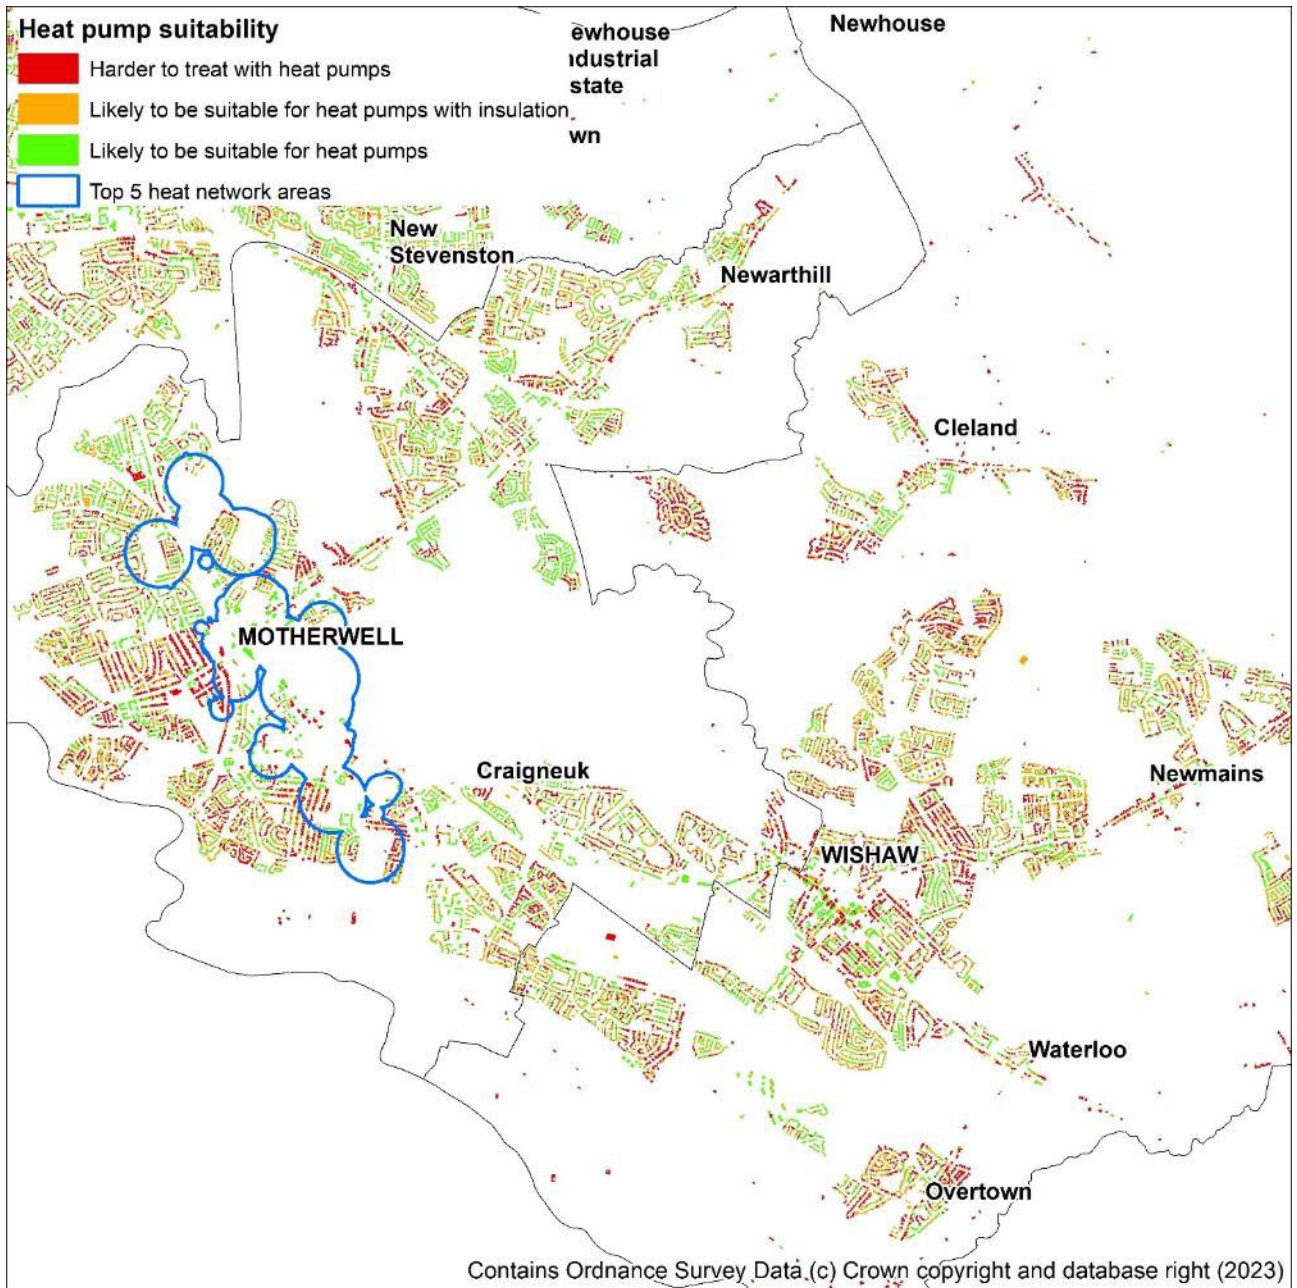 Heat pump suitability
Harder to treat with heat pumps
Likely to be suitable for heat pumps with insulation
Likely to be suitable for heat pumps
Top 5 heat network areas
ewhouse
ndustrial
state
wn
Newhouse
New
Stevenston
Newarthill
Cleland
MOTHERWELL
Craigneuk
Newmains
WISHAW
Waterloo
Overtown
Contains Ordnance Survey Data (c) Crown copyright and database right (2023)